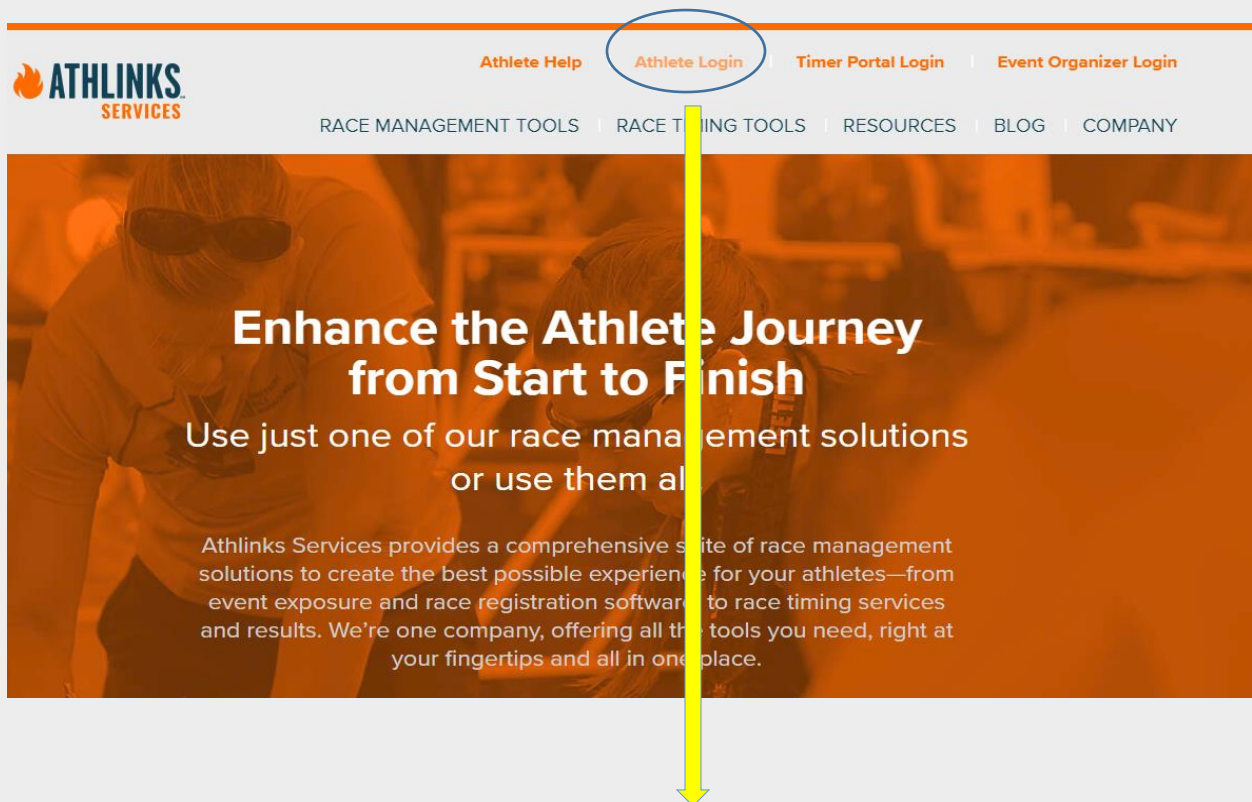 Athlete Help Athlete Login Timer Portal Login Event Organizer Login
ATHLINKS
SERVICES
RACE MANAGEMENT TOOLS RACE TIMING TOOLS RESOURCES BLOG COMPANY
Enhance the Athlete Journey
from Start to Finish
Use just one of our race management solutions
or use them all.
Athlinks Services provides a comprehensive suite of race management
solutions to create the best possible experience for your athletes—from
event exposure and race registration software to race timing services
and results. We're one company, offering all the tools you need, right at
your fingertips and all in one place.